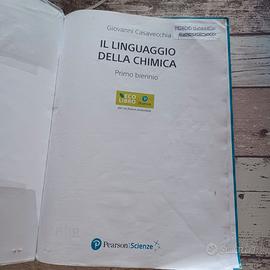 Giovanni Casavecchia
IL LINGUAGGIO
DELLA CHIMICA
Primo biennio
ECO
LIBRO
Pearson Scienze